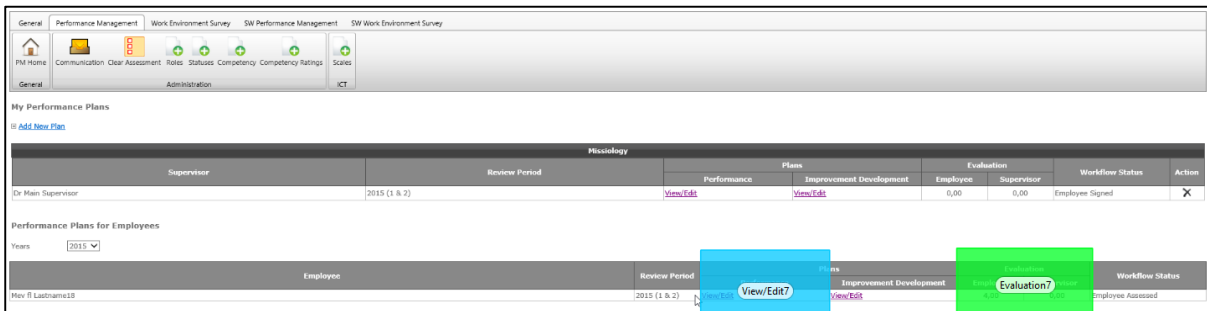 General Performance Management Work Environment Survey SW Performance Management SW Work Environment Survey
PM Home Communication Clear Assessment Roles Statuses Competency Competency Ratings Scales
General Administration ICT
My Performance Plans
Add New Plan
Missiology
Supervisor Review Period Plans Evaluation Workflow Status Action
Performance Improvement Development Employee Supervisor
Dr Main Supervisor 2015 (1 & 2) View/Edit View/Edit 0,00 0,00 Employee Signed X
Performance Plans for Employees
Years 2015
Employee Review Period Plans Evaluation Workflow Status
Improvement Development
View/Edit7 Evaluation7
Mev fl Lastname18 2015 (1 & 2) View/Edit View/Edit 4,00 0,00 Employee Assessed